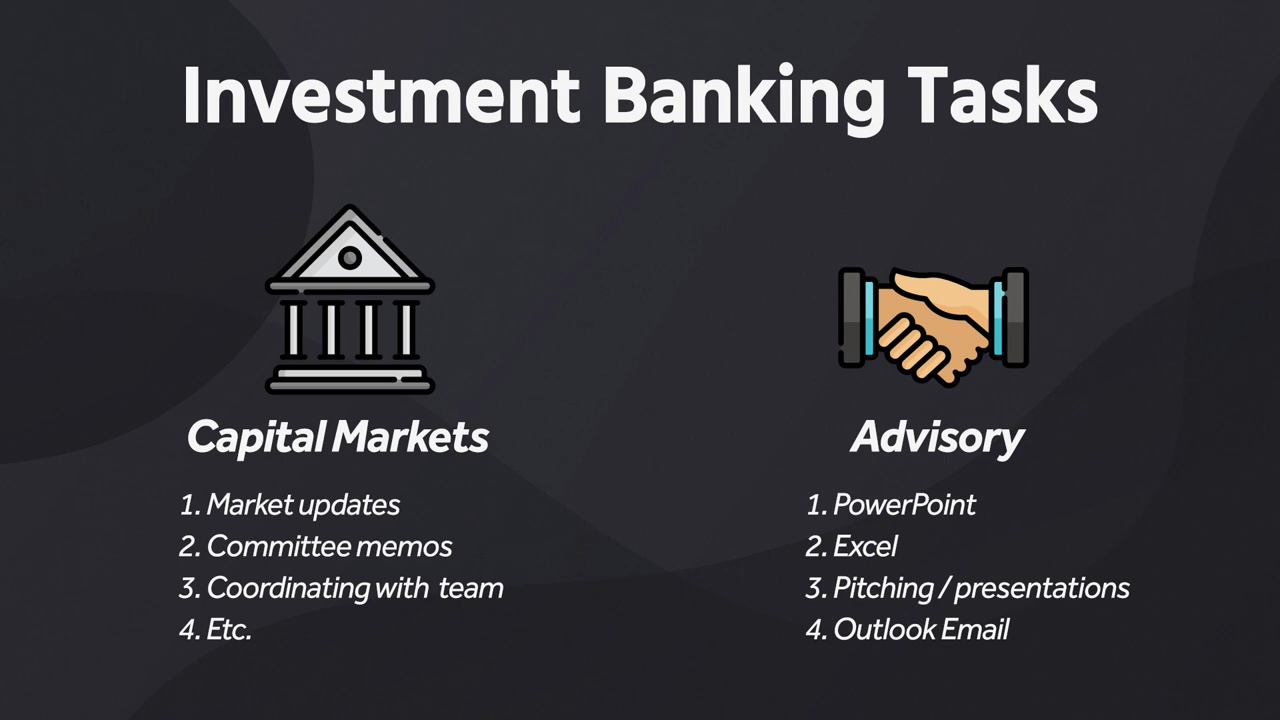 Investment Banking Tasks
Capital Markets
1. Market updates
2. Committee memos
3. Coordinating with team
4. Etc.
Advisory
1. PowerPoint
2. Excel
3. Pitching / presentations
4. Outlook Email